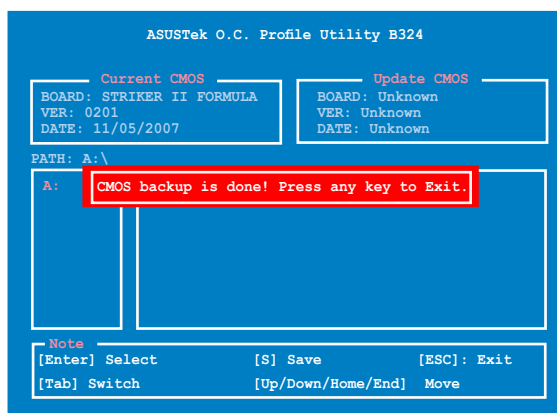 ASUSTek O.C. Profile Utility B324
Current CMOS
BOARD: STRIKER II FORMULA
VER: 0201
DATE: 11/05/2007
Update CMOS
BOARD: Unknown
VER: Unknown
DATE: Unknown
PATH: A:\
A:
CMOS backup is done! Press any key to Exit.
Note
[Enter] Select [S] Save [ESC]: Exit
[Tab] Switch [Up/Down/Home/End] Move